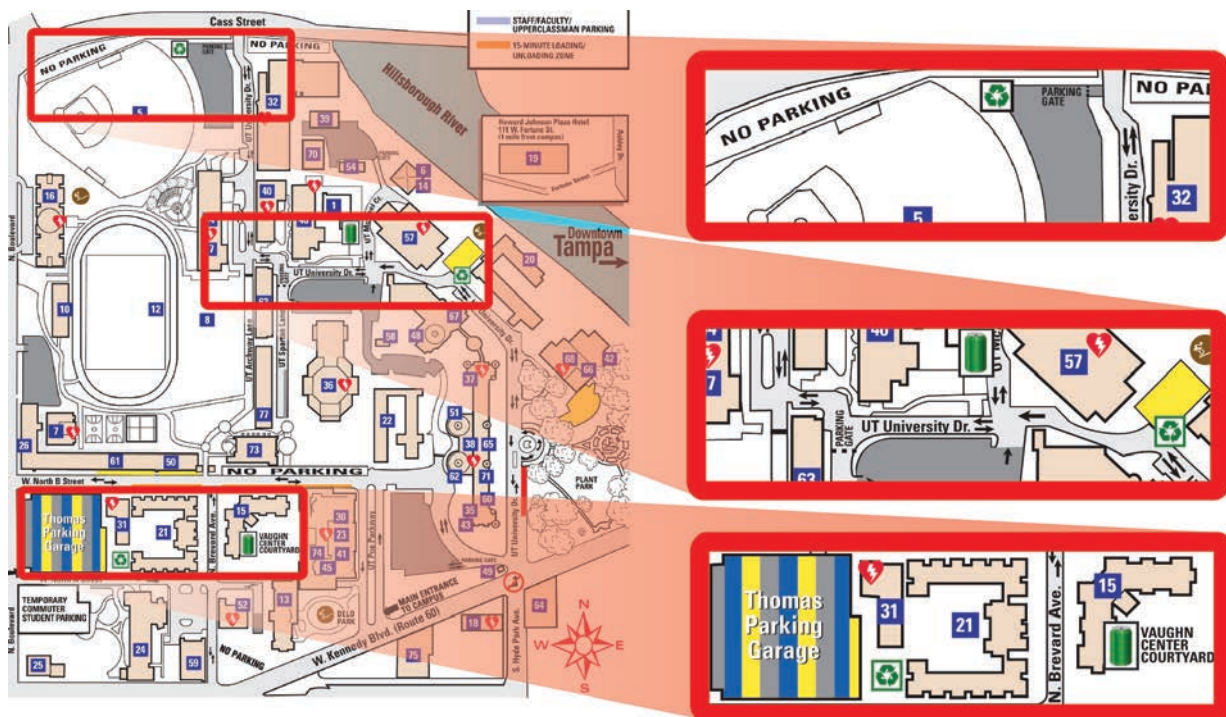 Cass Street
STAFF/FACULTY/
UPPERCLASSMAN PARKING
15-MINUTE LOADING/
UNLOADING ZONE
NO PARKING
NO PARKING
PARKING
GATE
5
32
UT University Dr.
Hillsborough River
39
70
54
6
14
Howard Johnson Plaza Hotel
111 W. Fortune St.
(1 mile from campus)
19
Fortune Street
Ashley Dr.
16
N. Boulevard
40
1
57
Downtown
Tampa
20
UT University Dr.
10
12
8
63
UT Archway Lane
UT Spartan Lane
58
48
67
36
37
68
42
66
77
22
51
38
65
7
26
61
50
73
62
71
NO PARKING
W. North B Street
PLANT
PARK
60
35
43
UT University Dr.
Thomas
Parking
Garage
31
21
N. Brevard Ave.
15
VAUGHN
CENTER
COURTYARD
30
23
74
41
45
UT Poe Parkway
PARKING GATE
49
MAIN ENTRANCE
TO CAMPUS
TEMPORARY
COMMUTER
STUDENT PARKING
N. Boulevard
52
13
DELO
PARK
18
64
W. Kennedy Blvd. (Route 60)
S. Hyde Park Ave.
25
24
59
NO PARKING
75
N
W
E
S
NO PARKING
PARKING
GATE
5
32
57
UT University Dr.
PARKING
GATE
Thomas
Parking
Garage
31
21
N. Brevard Ave.
15
VAUGHN
CENTER
COURTYARD